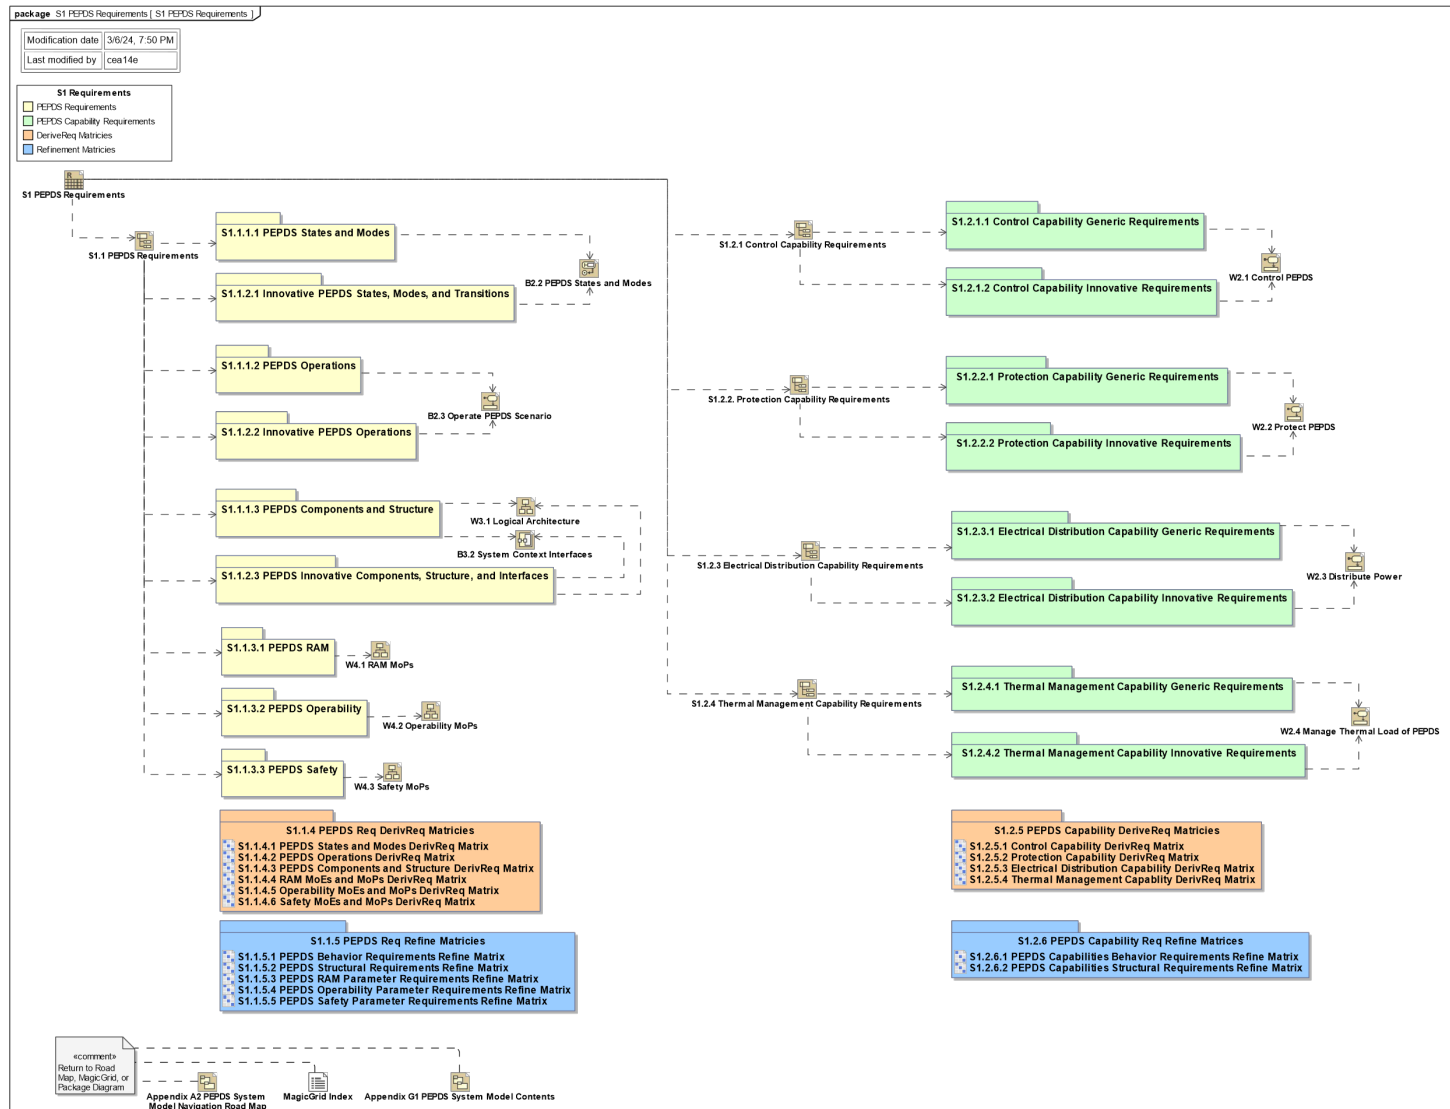 package S1 PEPDS Requirements [ S1 PEPDS Requirements ]
Modification date 3/6/24, 7:50 PM
Last modified by cea14e
S1 Requirements
PEPDS Requirements
PEPDS Capability Requirements
DeriveReq Matricies
Refinement Matricies
R
S1 PEPDS Requirements
S1.1 PEPDS Requirements
S1.1.1.1 PEPDS States and Modes
B2.2 PEPDS States and Modes
S1.1.2.1 Innovative PEPDS States, Modes, and Transitions
S1.1.1.2 PEPDS Operations
B2.3 Operate PEPDS Scenario
S1.1.2.2 Innovative PEPDS Operations
S1.1.1.3 PEPDS Components and Structure
W3.1 Logical Architecture
B3.2 System Context Interfaces
S1.1.2.3 PEPDS Innovative Components, Structure, and Interfaces
S1.1.3.1 PEPDS RAM
W4.1 RAM MoPs
S1.1.3.2 PEPDS Operability
W4.2 Operability MoPs
S1.1.3.3 PEPDS Safety
W4.3 Safety MoPs
S1.1.4 PEPDS Req DerivReq Matricies
S1.1.4.1 PEPDS States and Modes DerivReq Matrix
S1.1.4.2 PEPDS Operations DerivReq Matrix
S1.1.4.3 PEPDS Components and Structure DerivReq Matrix
S1.1.4.4 RAM MoEs and MoPs DerivReq Matrix
S1.1.4.5 Operability MoEs and MoPs DerivReq Matrix
S1.1.4.6 Safety MoEs and MoPs DerivReq Matrix
S1.1.5 PEPDS Req Refine Matricies
S1.1.5.1 PEPDS Behavior Requirements Refine Matrix
S1.1.5.2 PEPDS Structural Requirements Refine Matrix
S1.1.5.3 PEPDS RAM Parameter Requirements Refine Matrix
S1.1.5.4 PEPDS Operability Parameter Requirements Refine Matrix
S1.1.5.5 PEPDS Safety Parameter Requirements Refine Matrix
S1.2.1 Control Capability Requirements
S1.2.1.1 Control Capability Generic Requirements
W2.1 Control PEPDS
S1.2.1.2 Control Capability Innovative Requirements
S1.2.2. Protection Capability Requirements
S1.2.2.1 Protection Capability Generic Requirements
W2.2 Protect PEPDS
S1.2.2.2 Protection Capability Innovative Requirements
S1.2.3 Electrical Distribution Capability Requirements
S1.2.3.1 Electrical Distribution Capability Generic Requirements
W2.3 Distribute Power
S1.2.3.2 Electrical Distribution Capability Innovative Requirements
S1.2.4 Thermal Management Capability Requirements
S1.2.4.1 Thermal Management Capability Generic Requirements
W2.4 Manage Thermal Load of PEPDS
S1.2.4.2 Thermal Management Capability Innovative Requirements
S1.2.5 PEPDS Capability DeriveReq Matricies
S1.2.5.1 Control Capability DerivReq Matrix
S1.2.5.2 Protection Capability DerivReq Matrix
S1.2.5.3 Electrical Distribution Capability DerivReq Matrix
S1.2.5.4 Thermal Management Capablity DerivReq Matrix
S1.2.6 PEPDS Capability Req Refine Matrices
S1.2.6.1 PEPDS Capabilities Behavior Requirements Refine Matrix
S1.2.6.2 PEPDS Capabilities Structural Requirements Refine Matrix
«comment»
Return to Road
Map, MagicGrid, or
Package Diagram
Appendix A2 PEPDS System
Model Navigation Road Map
MagicGrid Index
Appendix G1 PEPDS System Model Contents